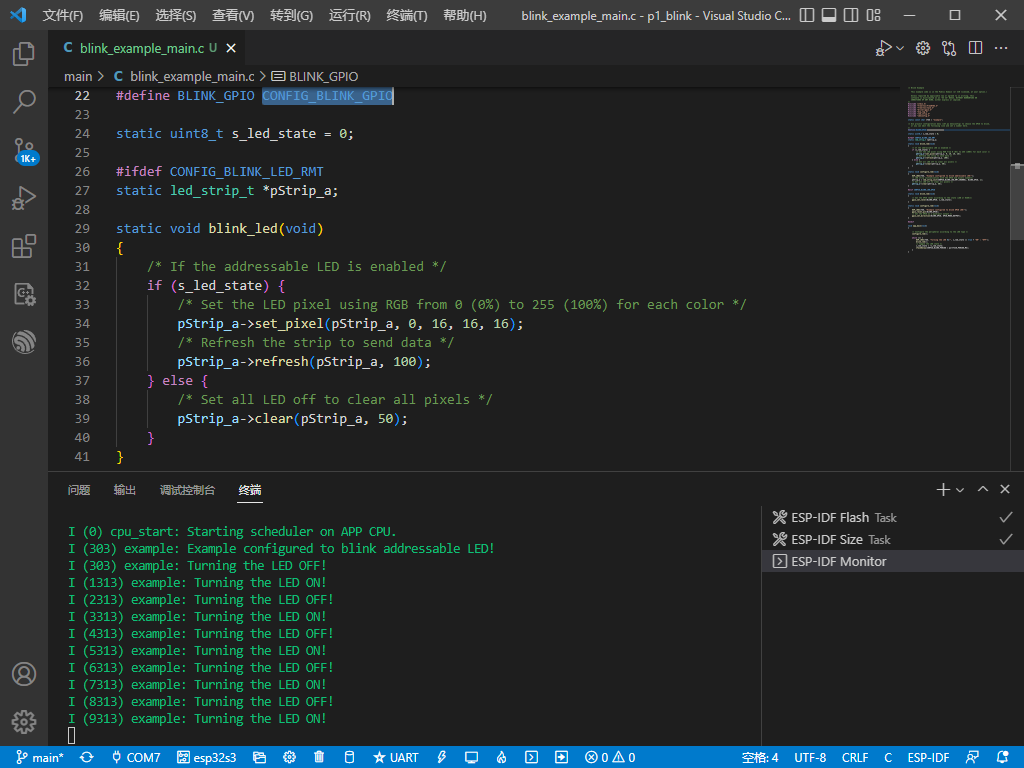 文件(F) 编辑(E) 选择(S) 查看(V) 转到(G) 运行(R) 终端(T) 帮助(H) blink_example_main.c - p1_blink - Visual Studio C...
C blink_example_main.c U
main > C blink_example_main.c > BLINK_GPIO
22 #define BLINK_GPIO CONFIG_BLINK_GPIO
23
24 static uint8_t s_led_state = 0;
25
26 #ifdef CONFIG_BLINK_LED_RMT
27 static led_strip_t *pStrip_a;
28
29 static void blink_led(void)
30 {
31 /* If the addressable LED is enabled */
32 if (s_led_state) {
33 /* Set the LED pixel using RGB from 0 (0%) to 255 (100%) for each color */
34 pStrip_a->set_pixel(pStrip_a, 0, 16, 16, 16);
35 /* Refresh the strip to send data */
36 pStrip_a->refresh(pStrip_a, 100);
37 } else {
38 /* Set all LED off to clear all pixels */
39 pStrip_a->clear(pStrip_a, 50);
40 }
41 }
1K+
问题 输出 调试控制台 终端
I (0) cpu_start: Starting scheduler on APP CPU.
I (303) example: Example configured to blink addressable LED!
I (303) example: Turning the LED OFF!
I (1313) example: Turning the LED ON!
I (2313) example: Turning the LED OFF!
I (3313) example: Turning the LED ON!
I (4313) example: Turning the LED OFF!
I (5313) example: Turning the LED ON!
I (6313) example: Turning the LED OFF!
I (7313) example: Turning the LED ON!
I (8313) example: Turning the LED OFF!
I (9313) example: Turning the LED ON!
ESP-IDF Flash Task
ESP-IDF Size Task
ESP-IDF Monitor
main* COM7 esp32s3 UART 0 0 空格: 4 UTF-8 CRLF C ESP-IDF